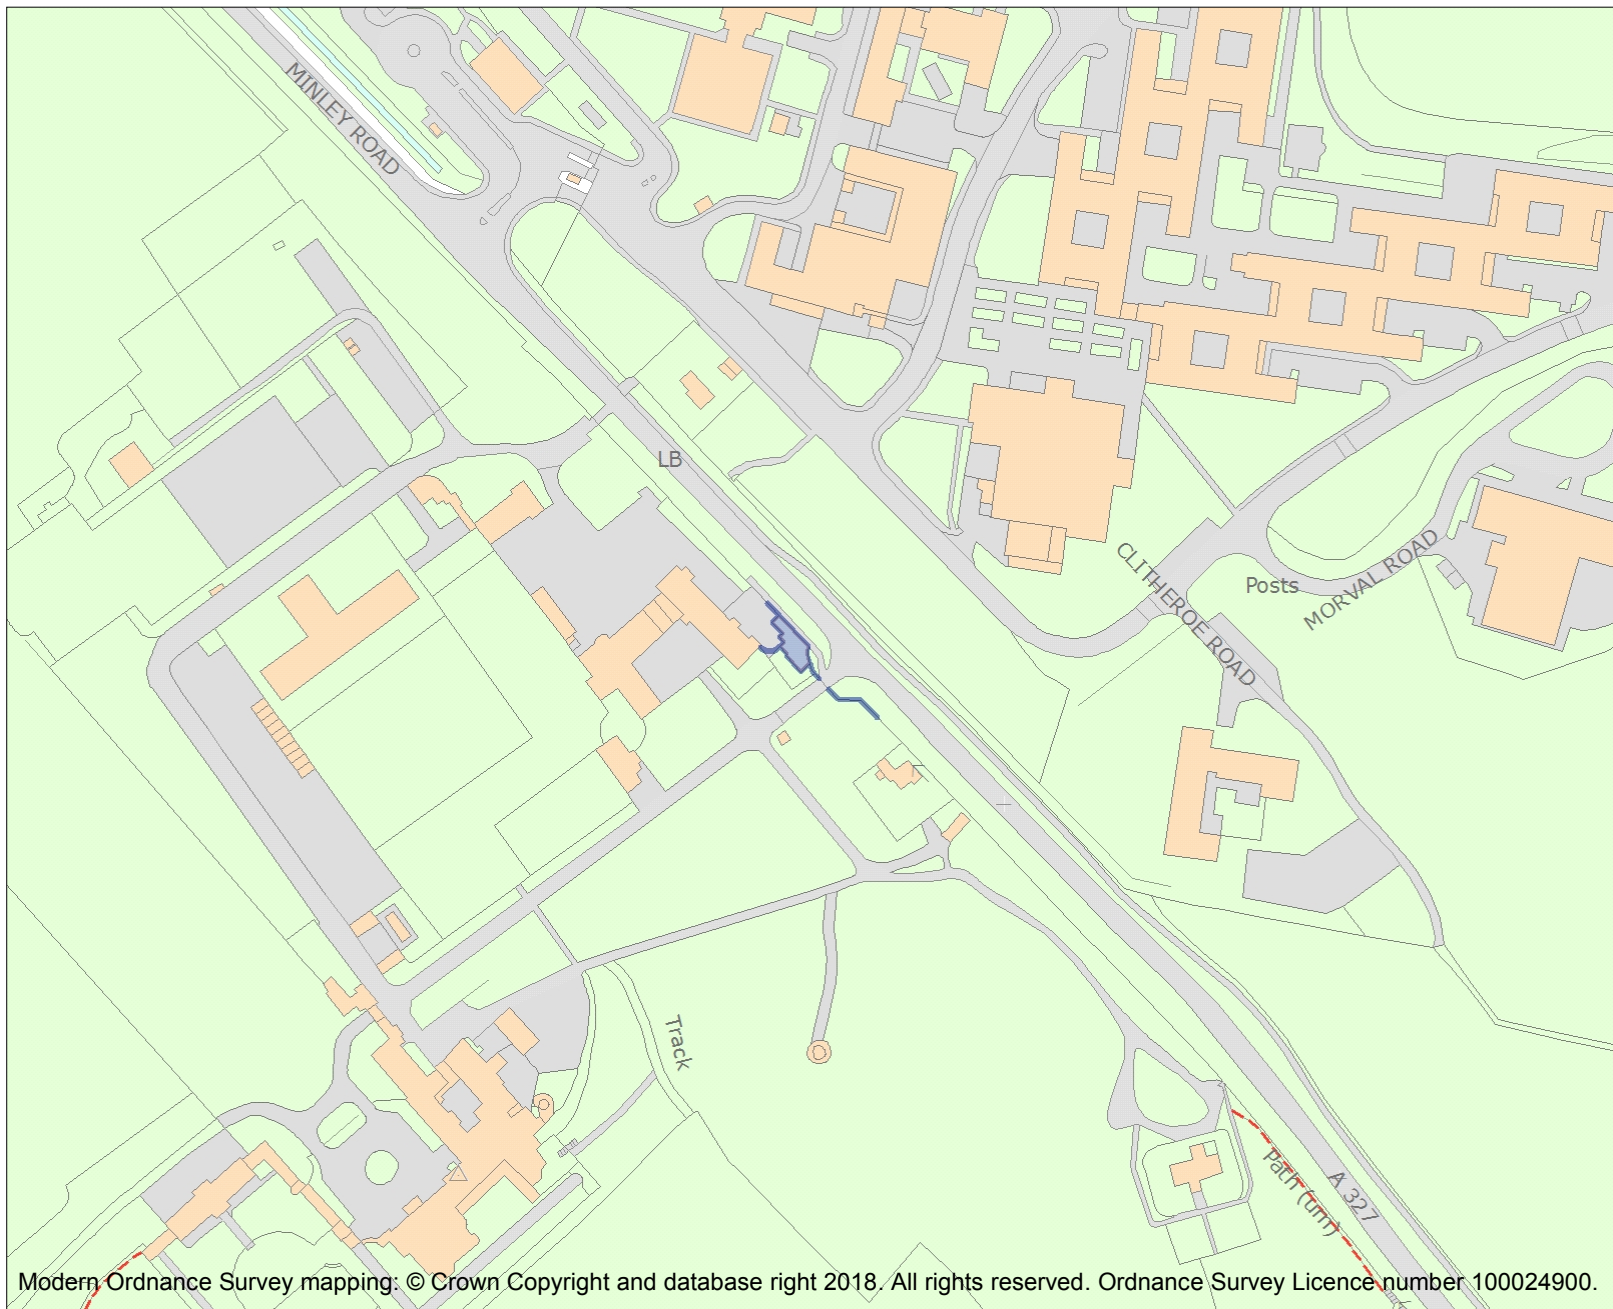 MINLEY ROAD
LB
CLITHEROE ROAD
Posts
MORVAL ROAD
Track
Path (um)
A 327
Modern Ordnance Survey mapping: © Crown Copyright and database right 2018. All rights reserved. Ordnance Survey Licence number 100024900.